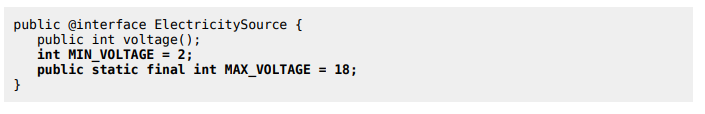 public @interface ElectricitySource {
   public int voltage();
   int MIN_VOLTAGE = 2;
   public static final int MAX_VOLTAGE = 18;
}